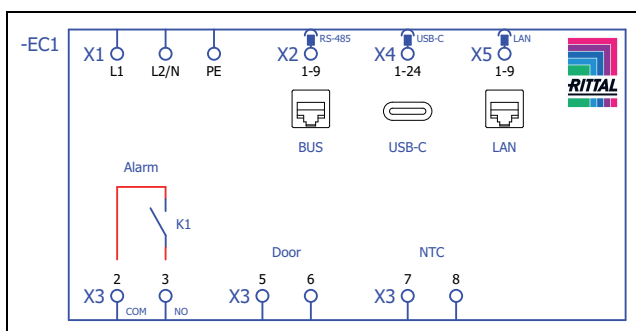 RS-485 USB-C LAN
-EC1 X1 X2 X4 X5
L1 L2/N PE 1-9 1-24 1-9
RITTAL
BUS USB-C LAN
Alarm
K1
Door NTC
2 3 5 6 7 8
X3 COM NO X3 X3